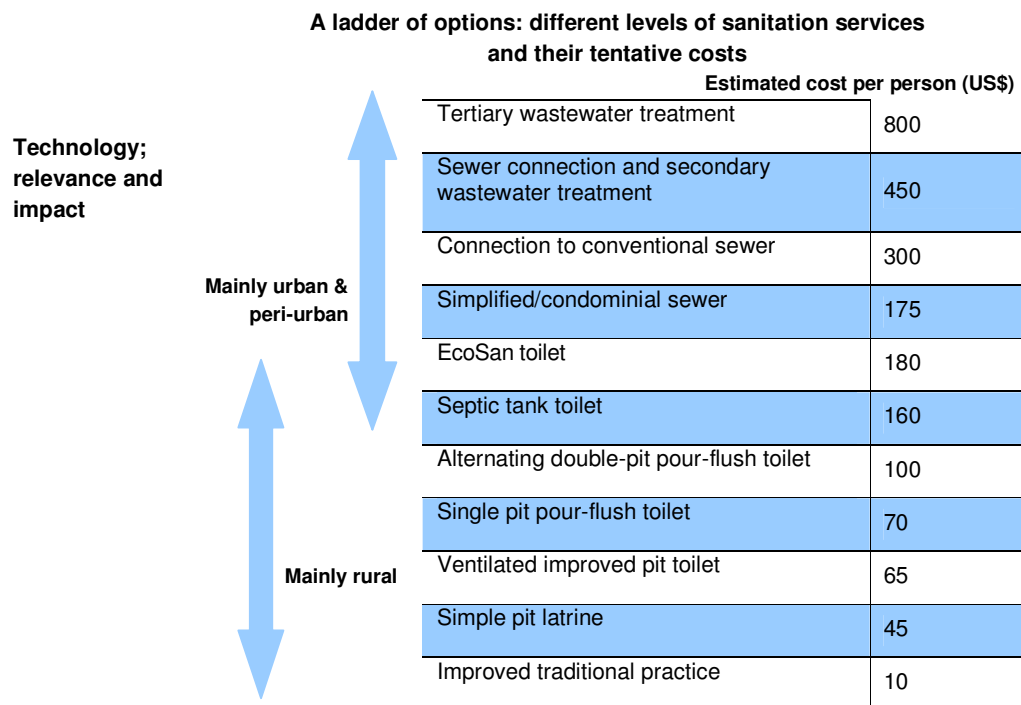 A ladder of options: different levels of sanitation services
and their tentative costs
Estimated cost per person (US$)
Technology;
relevance and
impact
Mainly urban &
peri-urban
Mainly rural
Tertiary wastewater treatment 800
Sewer connection and secondary
wastewater treatment 450
Connection to conventional sewer 300
Simplified/condominial sewer 175
EcoSan toilet 180
Septic tank toilet 160
Alternating double-pit pour-flush toilet 100
Single pit pour-flush toilet 70
Ventilated improved pit toilet 65
Simple pit latrine 45
Improved traditional practice 10